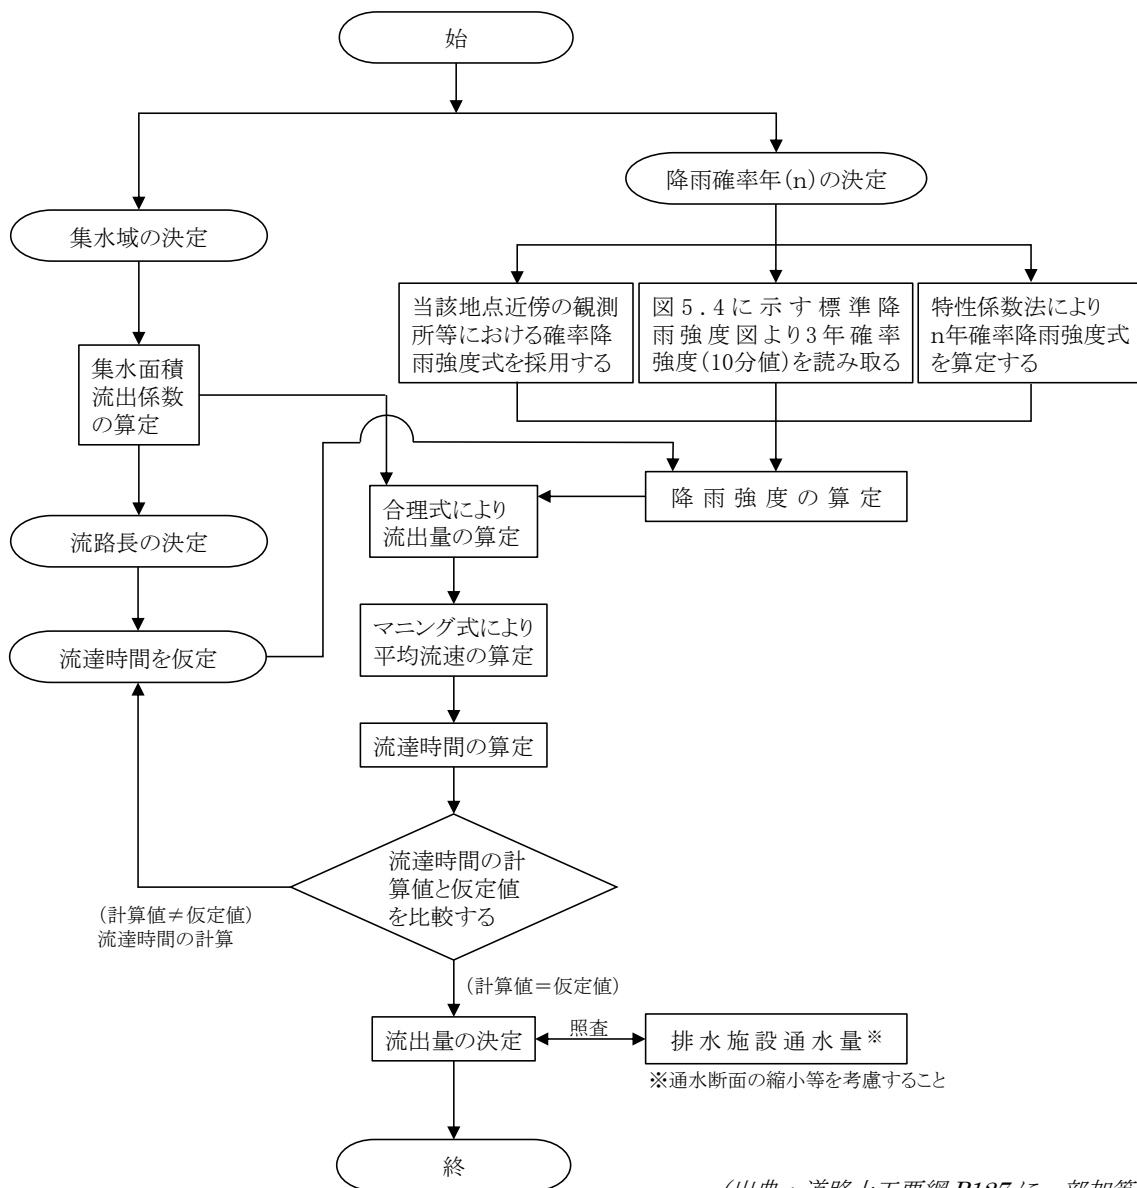 始
降雨確率年(n)の決定
集水域の決定
当該地点近傍の観測
所等における確率降
雨強度式を採用する
図5.4に示す標準降
雨強度図より3年確率
強度(10分値)を読み取る
特性係数法により
n年確率降雨強度式
を算定する
集水面積
流出係数
の算定
降雨強度の算定
合理式により
流出量の算定
流路長の決定
マニング式により
平均流速の算定
流達時間を仮定
流達時間の算定
流達時間の計
算値と仮定値
を比較する
(計算値≠仮定値)
流達時間の計算
(計算値＝仮定値)
流出量の決定
照査
排水施設通水量※
※通水断面の縮小等を考慮すること
終